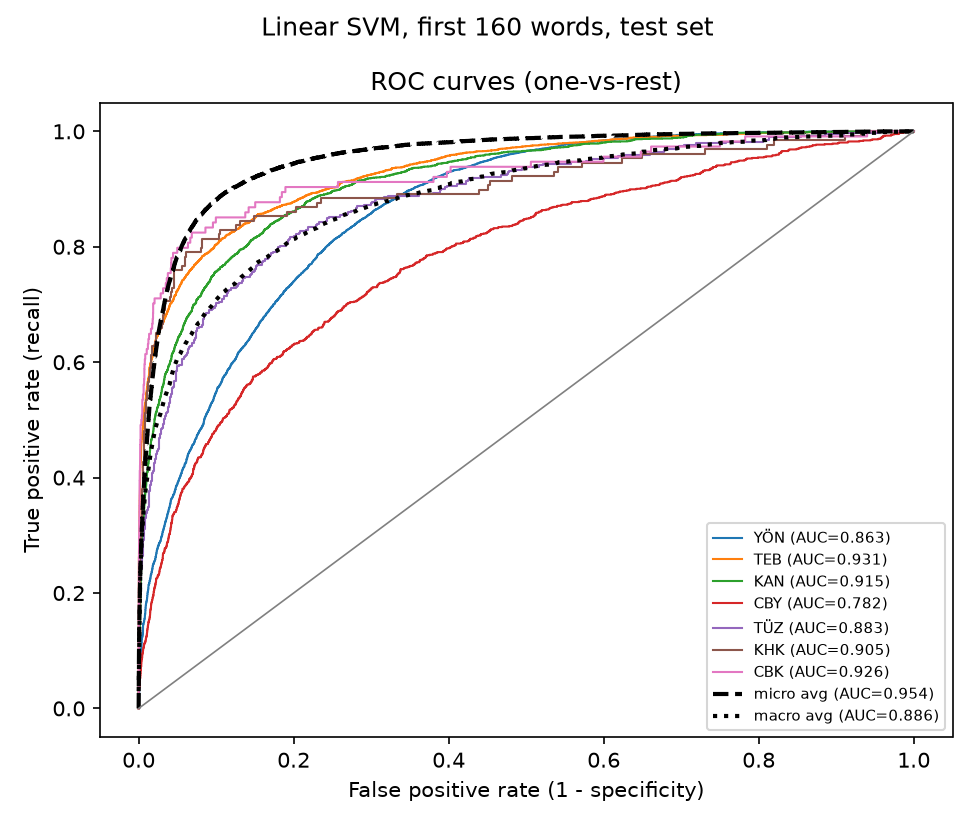 Linear SVM, first 160 words, test set
ROC curves (one-vs-rest)
True positive rate (recall)
1.0
0.8
0.6
0.4
0.2
0.0
0.0 0.2 0.4 0.6 0.8 1.0
False positive rate (1 - specificity)
YÖN (AUC=0.863)
TEB (AUC=0.931)
KAN (AUC=0.915)
CBY (AUC=0.782)
TÜZ (AUC=0.883)
KHK (AUC=0.905)
CBK (AUC=0.926)
micro avg (AUC=0.954)
macro avg (AUC=0.886)